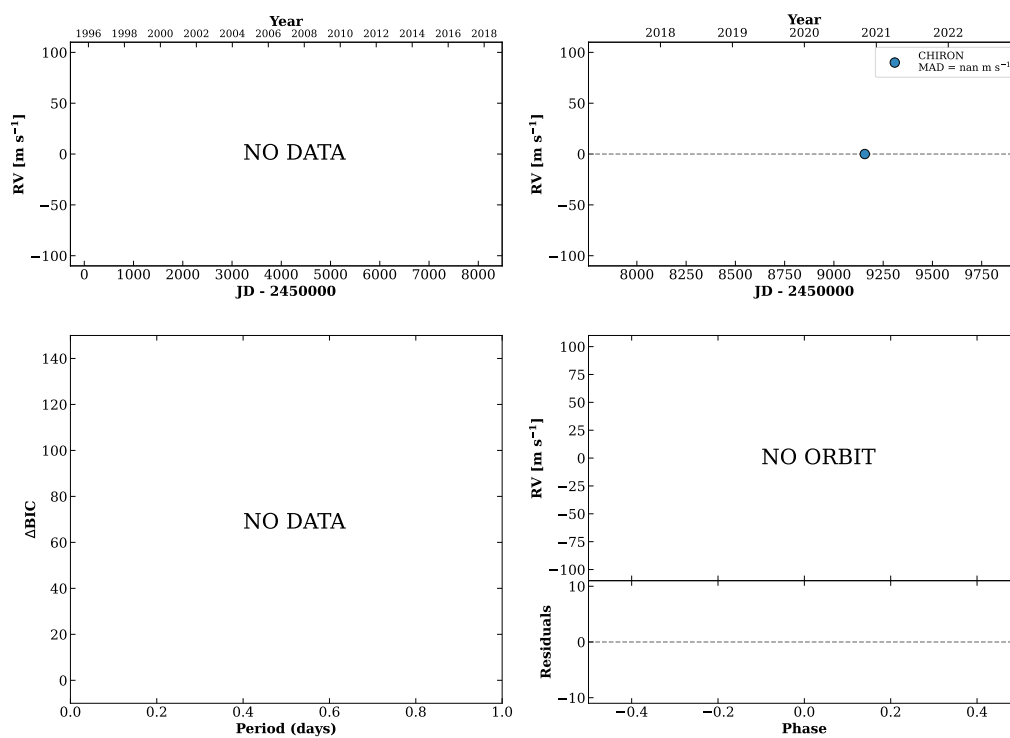 Year
1996 1998 2000 2002 2004 2006 2008 2010 2012 2014 2016 2018
100
50
0
−50
−100
RV [m s⁻¹]
NO DATA
0 1000 2000 3000 4000 5000 6000 7000 8000
JD - 2450000
Year
2018 2019 2020 2021 2022
CHIRON
MAD = nan m s⁻¹
100
50
0
−50
−100
RV [m s⁻¹]
8000 8250 8500 8750 9000 9250 9500 9750
JD - 2450000
140
120
100
80
60
40
20
0
ΔBIC
NO DATA
0.0 0.2 0.4 0.6 0.8 1.0
Period (days)
100
75
50
25
0
−25
−50
−75
−100
RV [m s⁻¹]
NO ORBIT
10
0
−10
Residuals
−0.4 −0.2 0.0 0.2 0.4
Phase